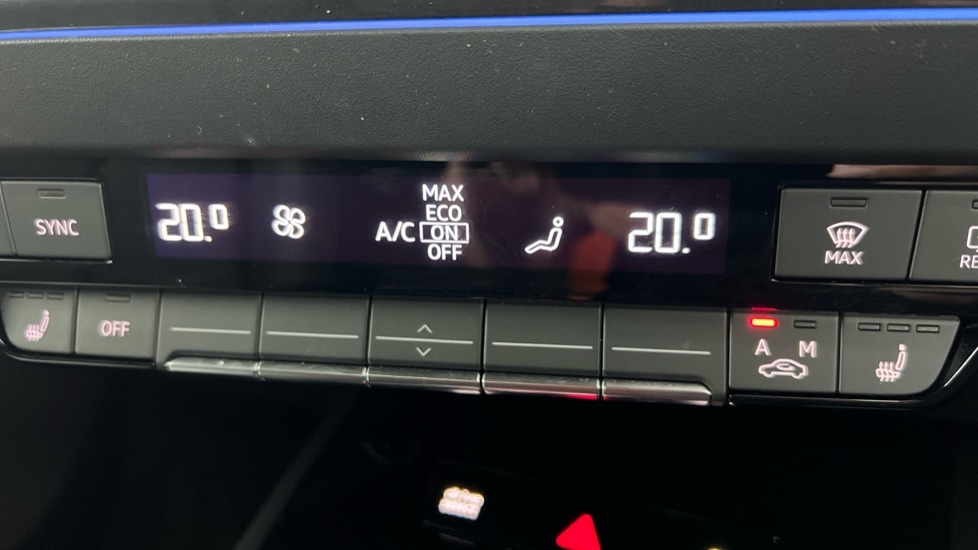 SYNC
20.0
A/C
MAX
ECO
ON
OFF
20.0
MAX
OFF
A M